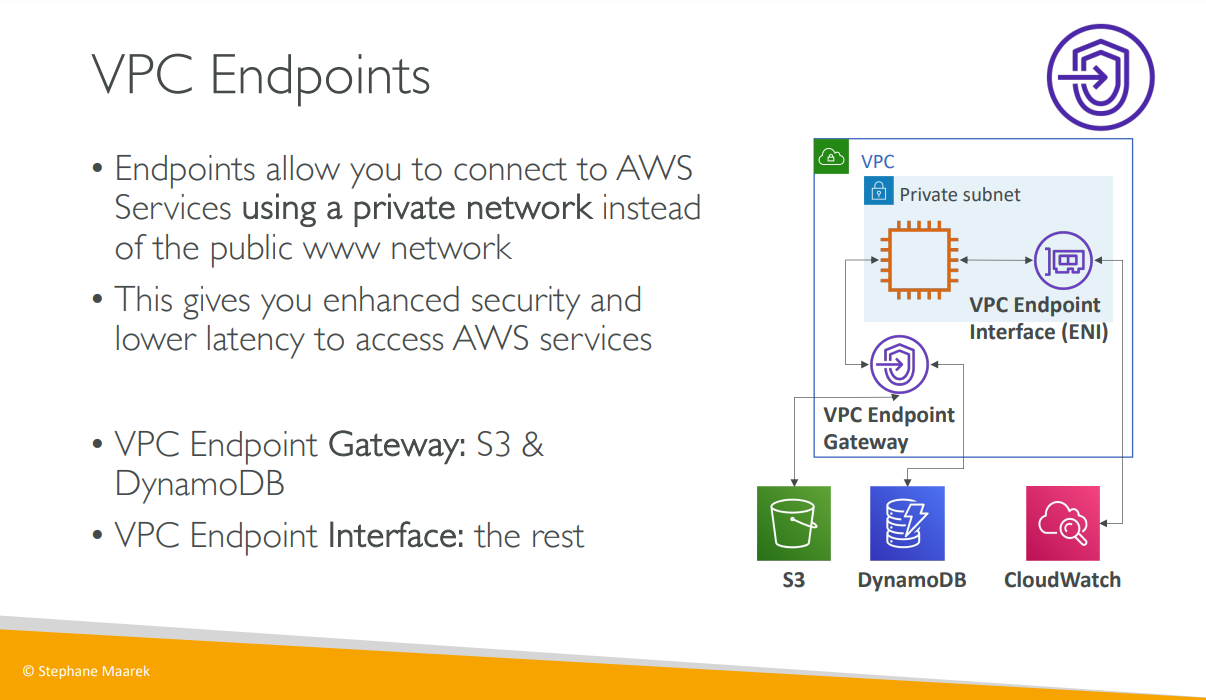 VPC Endpoints
• Endpoints allow you to connect to AWS
Services using a private network instead
of the public www network
• This gives you enhanced security and
lower latency to access AWS services
• VPC Endpoint Gateway: S3 &
DynamoDB
• VPC Endpoint Interface: the rest
VPC
Private subnet
VPC Endpoint
Interface (ENI)
VPC Endpoint
Gateway
S3
DynamoDB
CloudWatch
© Stephane Maarek